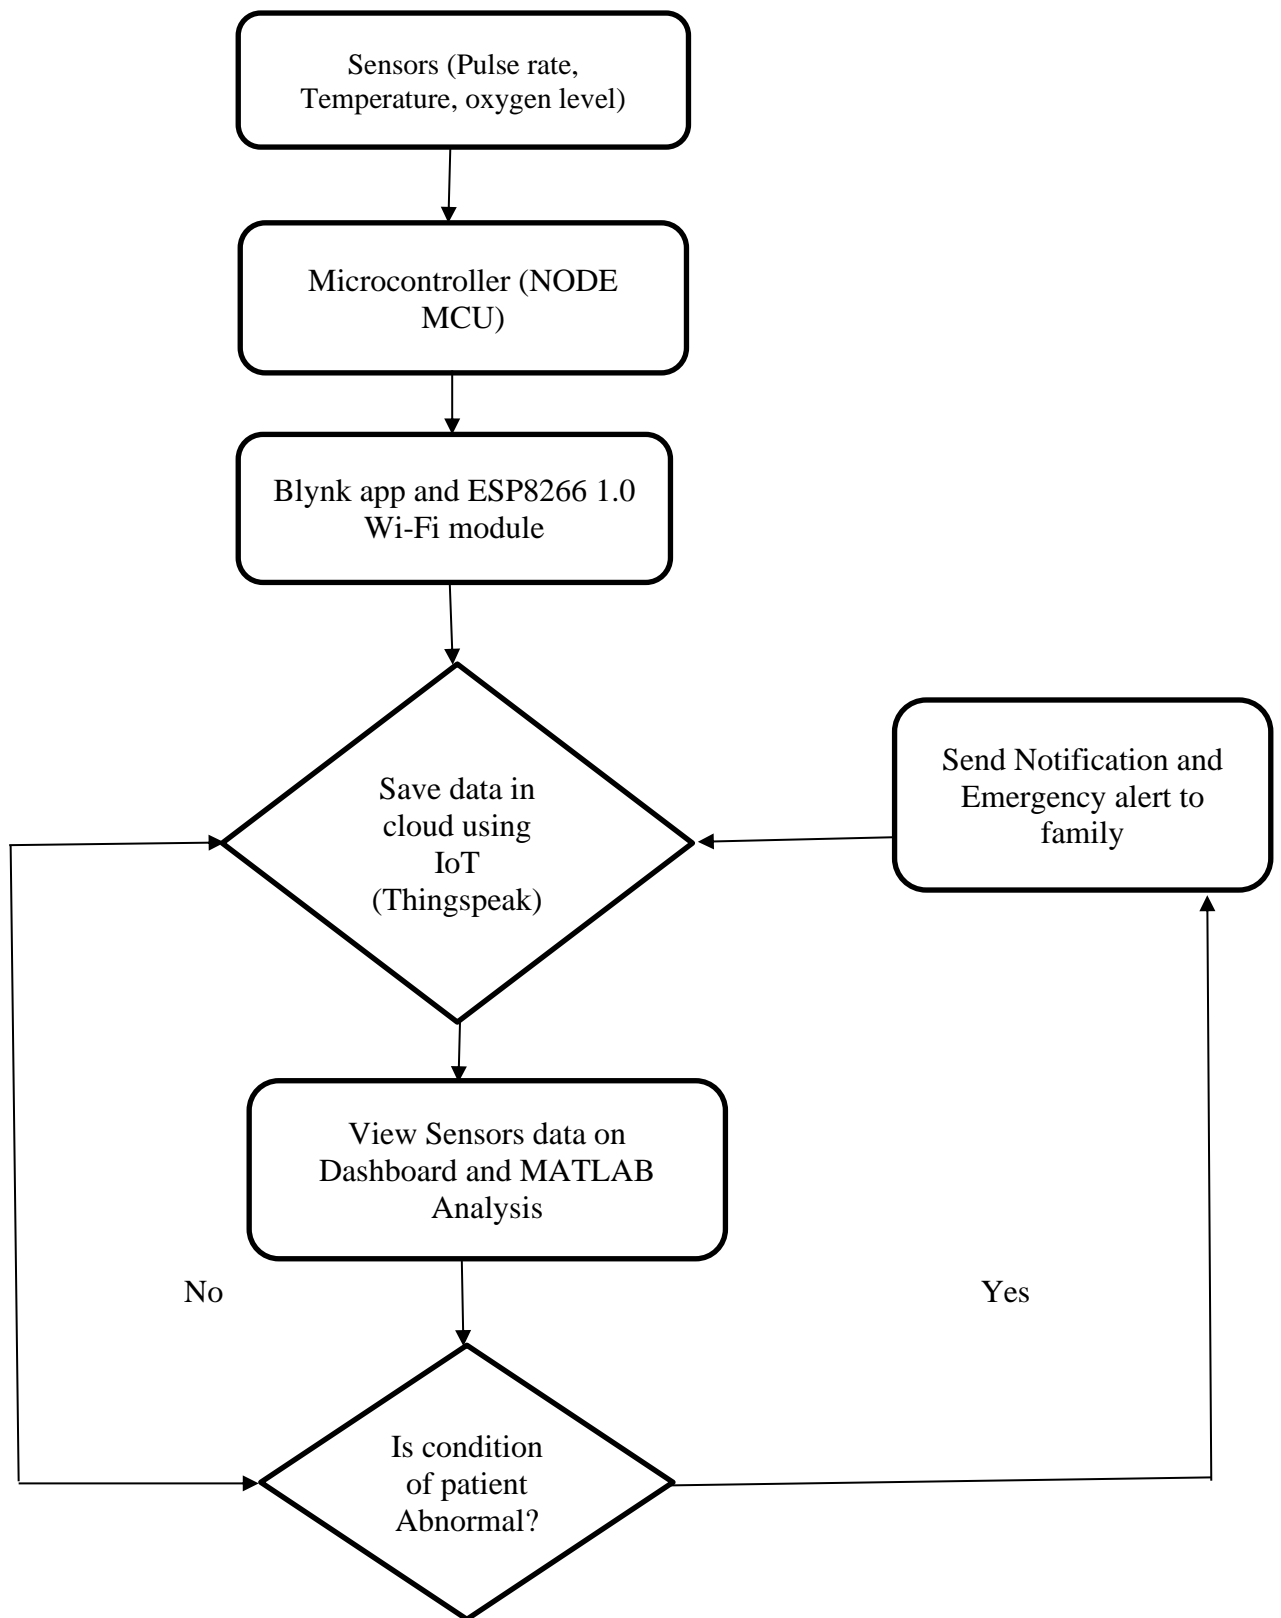 Sensors (Pulse rate,
Temperature, oxygen level)
Microcontroller (NODE
MCU)
Blynk app and ESP8266 1.0
Wi-Fi module
Save data in
cloud using
IoT
(Thingspeak)
Send Notification and
Emergency alert to
family
View Sensors data on
Dashboard and MATLAB
Analysis
No
Yes
Is condition
of patient
Abnormal?